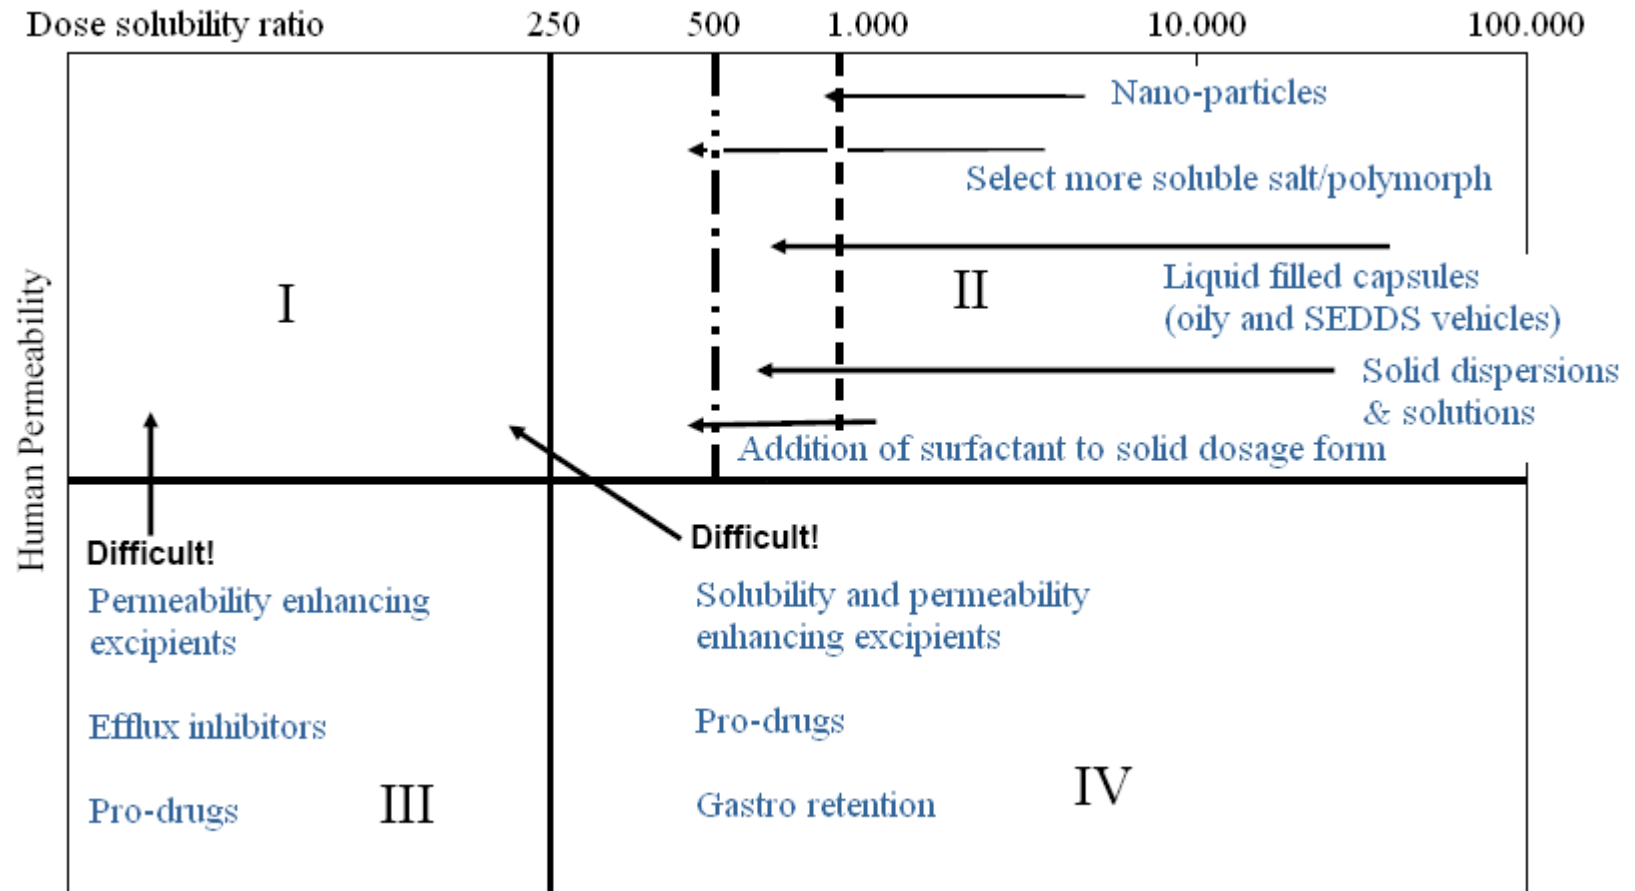 Dose solubility ratio 250 500 1.000 10.000 100.000
Nano-particles
Select more soluble salt/polymorph
Human Permeability
I
II
Liquid filled capsules
(oily and SEDDS vehicles)
Solid dispersions
& solutions
Addition of surfactant to solid dosage form
Difficult!
Permeability enhancing
excipients
Efflux inhibitors
Pro-drugs
III
Difficult!
Solubility and permeability
enhancing excipients
Pro-drugs
Gastro retention
IV